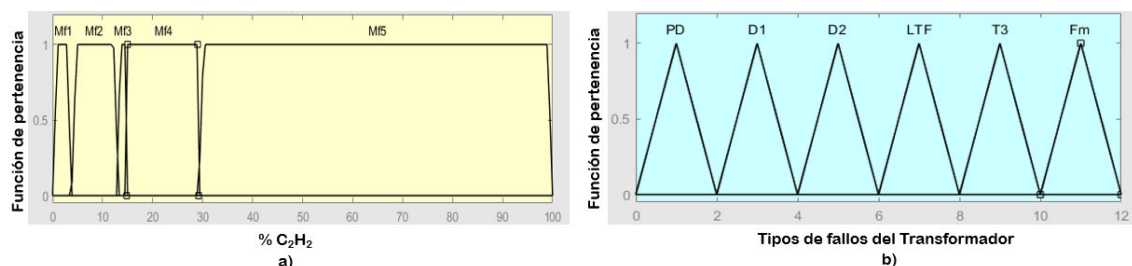 Mf1 Mf2 Mf3 Mf4 Mf5
Función de pertenencia
1
0.5
0
0 10 20 30 40 50 60 70 80 90 100
% C₂H₂
a)
PD D1 D2 LTF T3 Fm
Función de pertenencia
1
0.5
0
0 2 4 6 8 10 12
Tipos de fallos del Transformador
b)